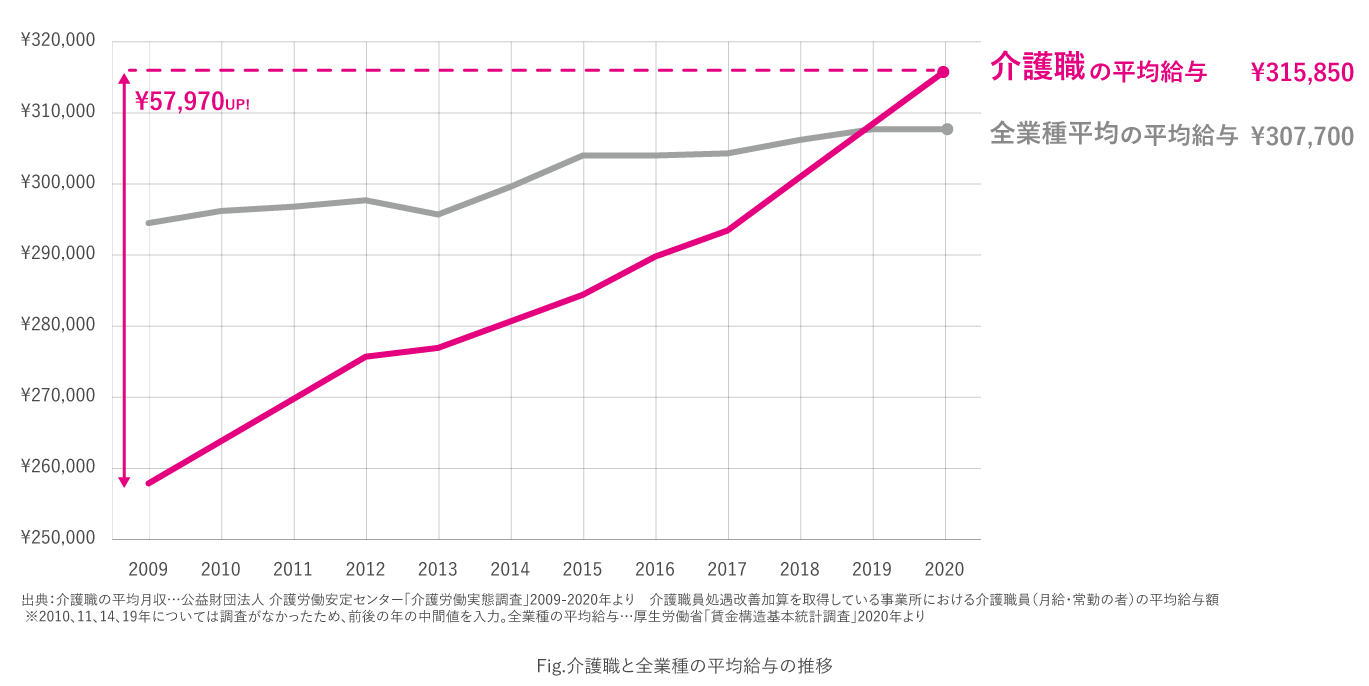 ¥320,000
介護職の平均給与 ¥315,850
¥57,970UP!
¥310,000
全業種平均の平均給与 ¥307,700
¥300,000
¥290,000
¥280,000
¥270,000
¥260,000
¥250,000
2009 2010 2011 2012 2013 2014 2015 2016 2017 2018 2019 2020
出典：介護職の平均月収…公益財団法人 介護労働安定センター「介護労働実態調査」2009-2020年より　介護職員処遇改善加算を取得している事業所における介護職員（月給・常勤の者）の平均給与額
※2010、11、14、19年については調査がなかったため、前後の年の中間値を入力。全業種の平均給与…厚生労働省「賃金構造基本統計調査」2020年より
Fig.介護職と全業種の平均給与の推移